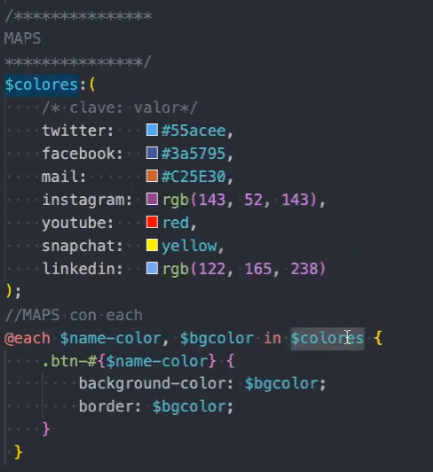 /***************
MAPS
***************/
$colores:(
/* clave: valor*/
twitter: #55acee,
facebook: #3a5795,
mail: #C25E30,
instagram: rgb(143, 52, 143),
youtube: red,
snapchat: yellow,
linkedin: rgb(122, 165, 238)
);
//MAPS con each
@each $name-color, $bgcolor in $colores {
.btn-#{$name-color} {
background-color: $bgcolor;
border: $bgcolor;
}
}